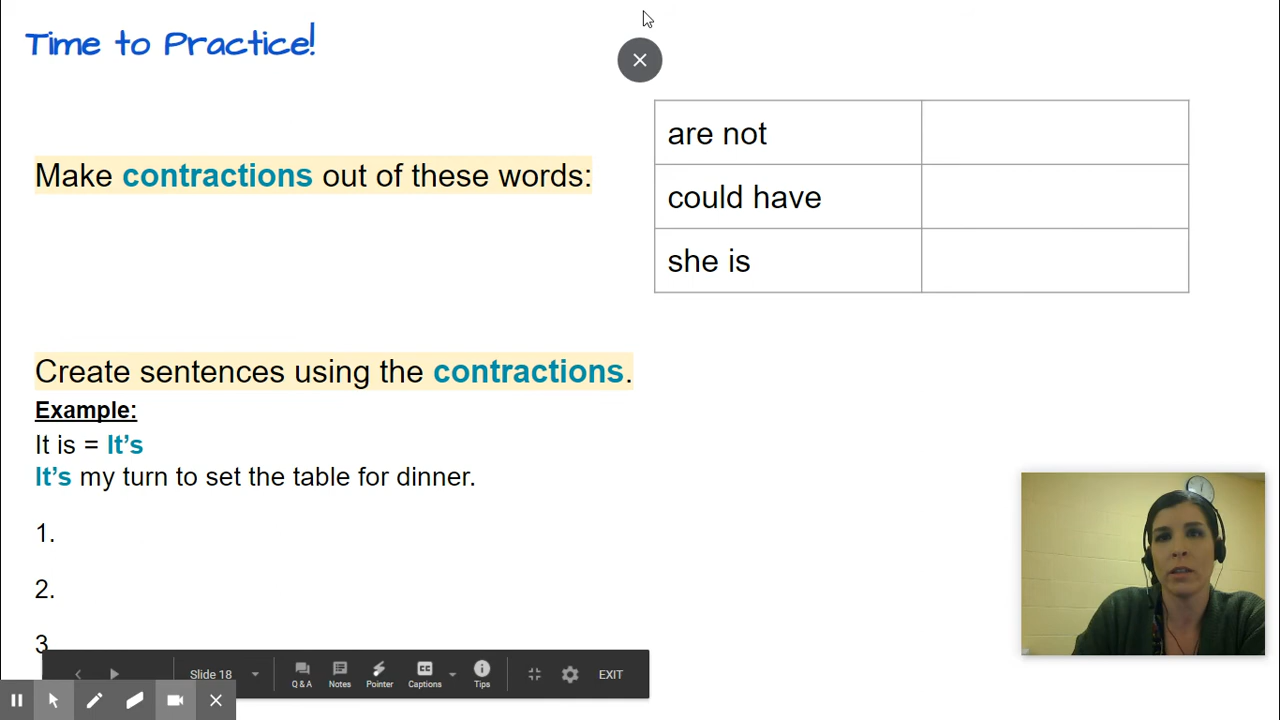 Time to Practice!
Make contractions out of these words:
are not
could have
she is
Create sentences using the contractions.
Example:
It is = It’s
It’s my turn to set the table for dinner.
1.
2.
3
Slide 18
Q & A
Notes
Pointer
CC
Captions
Tips
EXIT